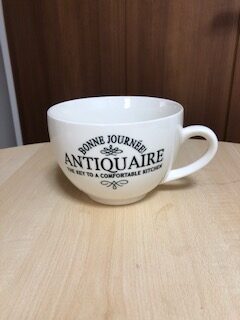 BONNE JOURNÉE!
ANTIQUAIRE
THE KEY TO A COMFORTABLE KITCHEN